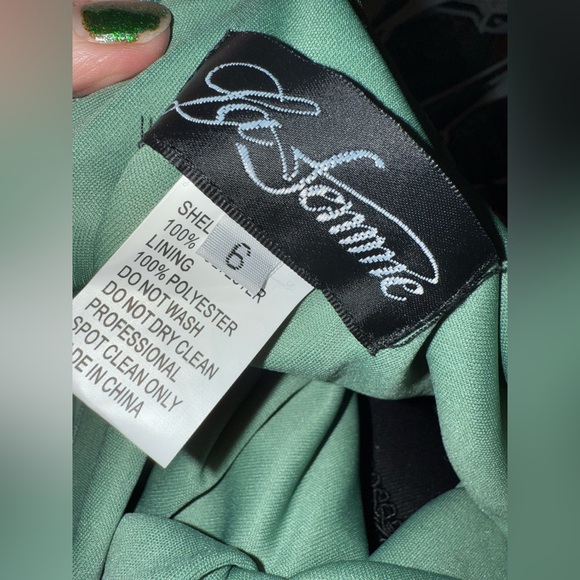 La Femme
6
SHEL
100%
LINING
100% POLYESTER
DO NOT WASH
DO NOT DRY CLEAN
PROFESSIONAL
SPOT CLEAN ONLY
DE IN CHINA